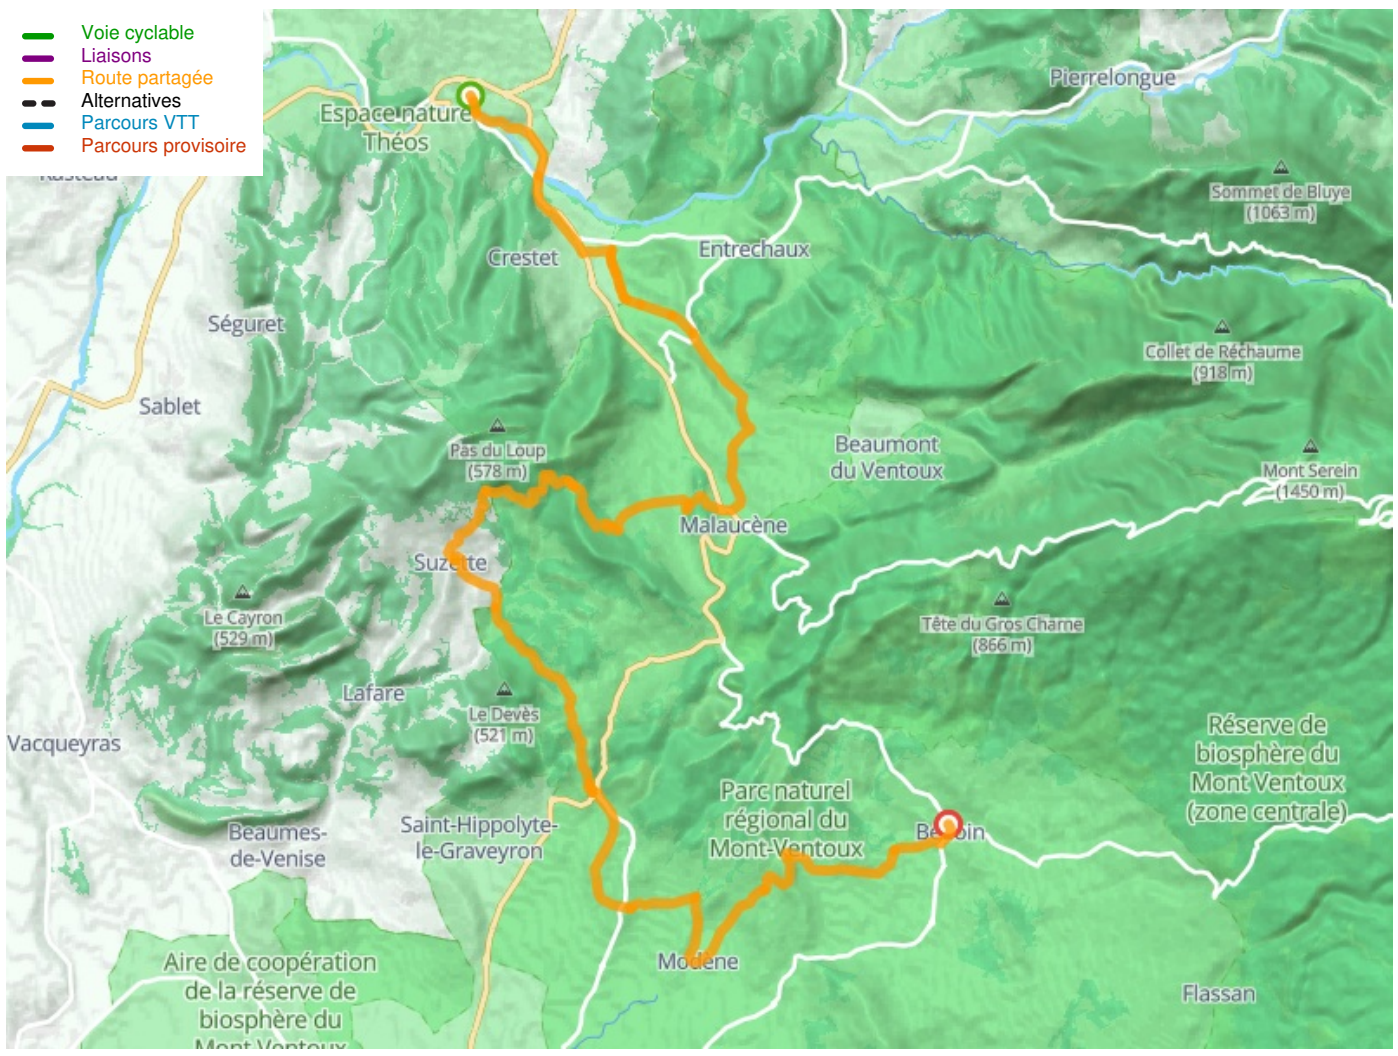 Voie cyclable
Liaisons
Route partagée
Alternatives
Parcours VTT
Parcours provisoire
Pierrelongue
Espace nature
Théos
Sommet de Bluye
(1063 m)
Crestet
Entrechaux
Séguret
Collet de Réchaume
(918 m)
Sablet
Pas du Loup
(578 m)
Beaumont
du Ventoux
Mont Serein
(1450 m)
Malaucène
Suzette
Le Cayron
(529 m)
Tête du Gros Charne
(866 m)
Lafare
Le Devès
(521 m)
Vacqueyras
Réserve de
biosphère du
Mont Ventoux
(zone centrale)
Parc naturel
régional du
Mont-Ventoux
Beaumes-
de-Venise
Saint-Hippolyte-
le-Graveyron
Bédoin
Modène
Aire de coopération
de la réserve de
biosphère du
Mont Ventoux
Flassan